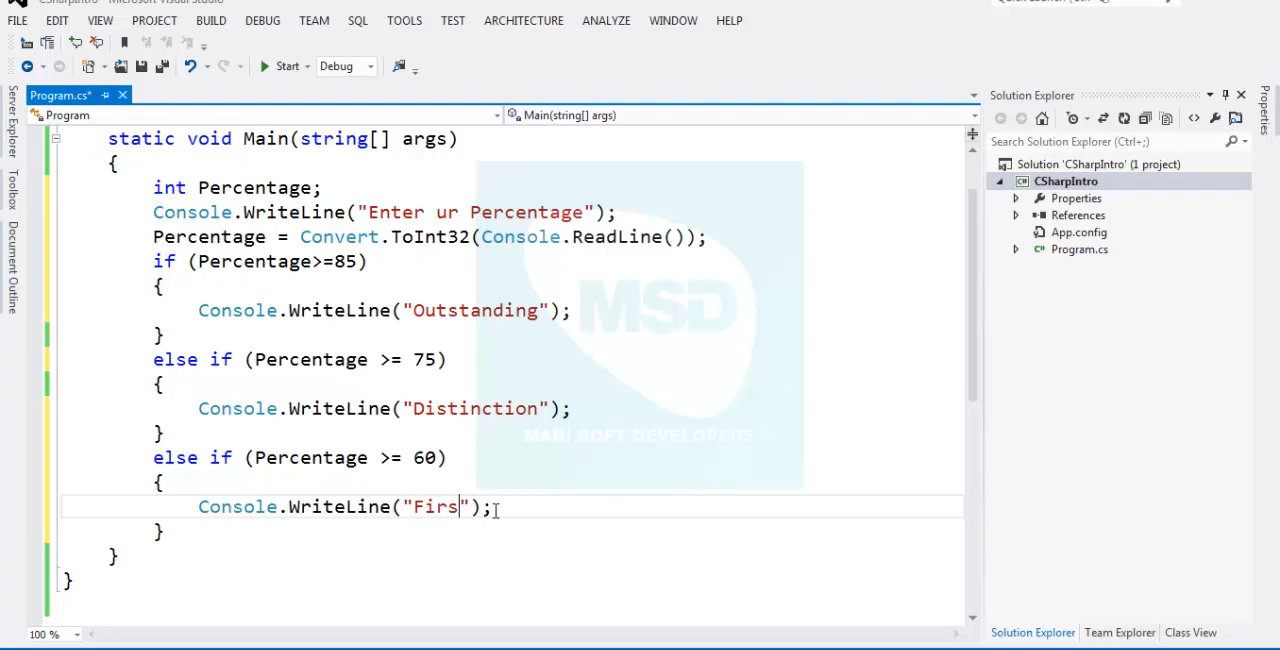 FILE EDIT VIEW PROJECT BUILD DEBUG TEAM SQL TOOLS TEST ARCHITECTURE ANALYZE WINDOW HELP
Start Debug
Program.cs*
Program
Main(string[] args)
static void Main(string[] args)
{
int Percentage;
Console.WriteLine("Enter ur Percentage");
Percentage = Convert.ToInt32(Console.ReadLine());
if (Percentage>=85)
{
Console.WriteLine("Outstanding");
}
else if (Percentage >= 75)
{
Console.WriteLine("Distinction");
}
else if (Percentage >= 60)
{
Console.WriteLine("Firs");
}
}
}
100 %
Server Explorer
Toolbox
Document Outline
MSD
MANI SOFT DEVELOPERS
Solution Explorer
Search Solution Explorer (Ctrl+;)
Solution 'CSharpIntro' (1 project)
CSharpIntro
Properties
References
App.config
Program.cs
Solution Explorer Team Explorer Class View
Properties